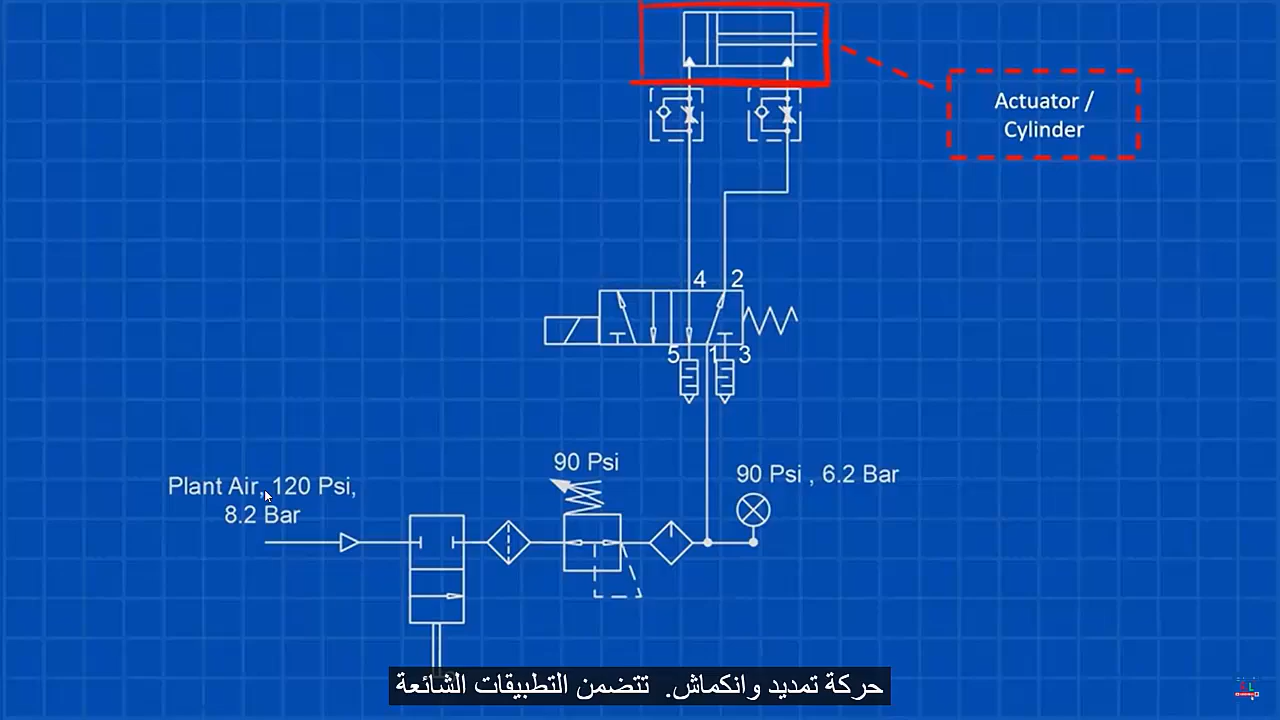 Actuator /
Cylinder
4 2
5 1 3
90 Psi
90 Psi , 6.2 Bar
Plant Air, 120 Psi,
8.2 Bar
حركة تمديد وانكماش. تتضمن التطبيقات الشائعة